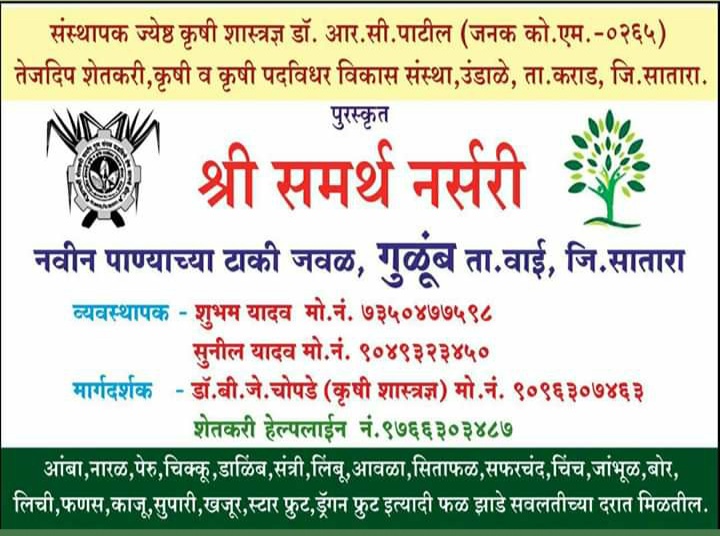 संस्थापक ज्येष्ठ कृषी शास्त्रज्ञ डॉ. आर.सी.पाटील (जनक को.एम.-०२६५)
तेजदिप शेतकरी,कृषी व कृषी पदविधर विकास संस्था,उंडाळे, ता.कराड, जि.सातारा.
पुरस्कृत
श्री समर्थ नर्सरी
नवीन पाण्याच्या टाकी जवळ, गुळूंब ता.वाई, जि.सातारा
व्यवस्थापक - शुभम यादव मो.नं. ७३५०४७७५९८
सुनील यादव मो.नं. ९०४९३२३४५०
मार्गदर्शक - डॉ.बी.जे.चोपडे (कृषी शास्त्रज्ञ) मो.नं. ९०९६३०७४६३
शेतकरी हेल्पलाईन नं.९७६६३०३४८७
आंबा,नारळ,पेरु,चिक्कू,डाळिंब,संत्री,लिंबू,आवळा,सिताफळ,सफरचंद,चिंच,जांभूळ,बोर,
लिची,फणस,काजू,सुपारी,खजूर,स्टार फ्रुट,ड्रॅगन फ्रुट इत्यादी फळ झाडे सवलतीच्या दरात मिळतील.